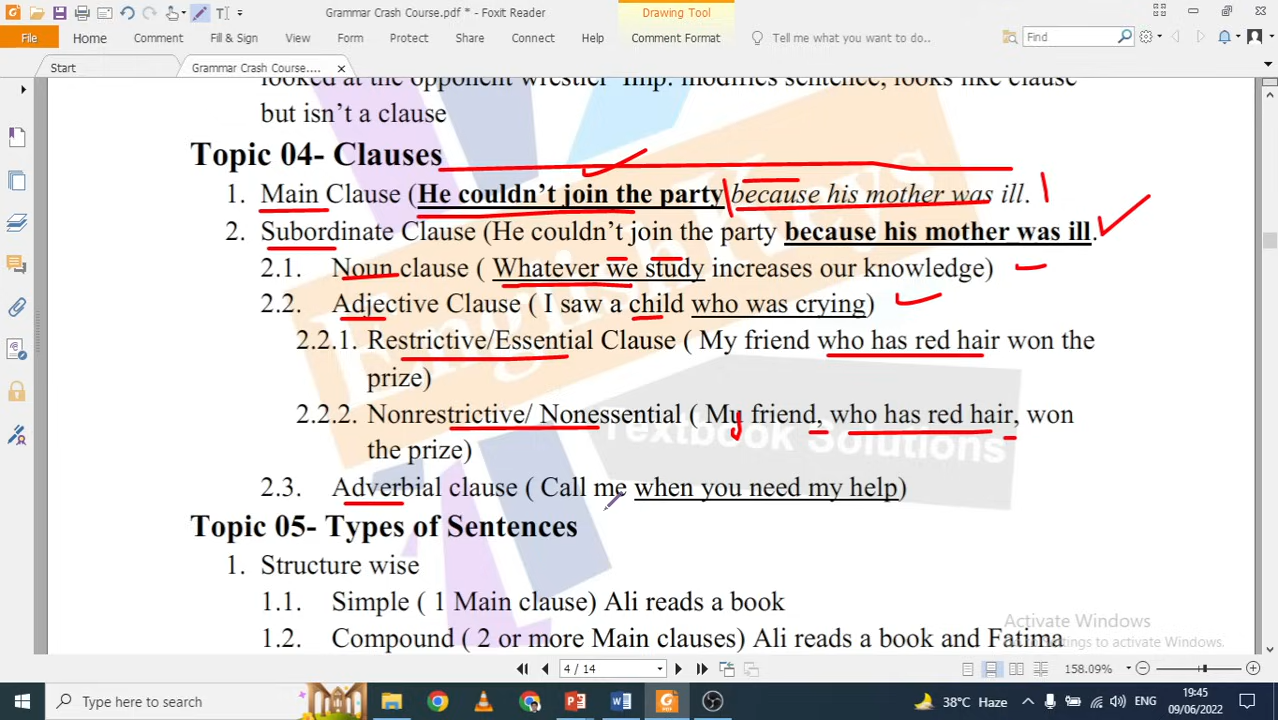 Grammar Crash Course.pdf * - Foxit Reader
Drawing Tool
File Home Comment Fill & Sign View Form Protect Share Connect Help Comment Format Tell me what you want to do.. Find
Start Grammar Crash Course....
looked at the opponent wrestler Imp: modifies sentence, looks like clause
but isn't a clause
Topic 04- Clauses
1. Main Clause (He couldn't join the party because his mother was ill.
2. Subordinate Clause (He couldn't join the party because his mother was ill.
2.1. Noun clause ( Whatever we study increases our knowledge)
2.2. Adjective Clause ( I saw a child who was crying)
2.2.1. Restrictive/Essential Clause ( My friend who has red hair won the
prize)
2.2.2. Nonrestrictive/ Nonessential ( My friend, who has red hair, won
the prize)
2.3. Adverbial clause ( Call me when you need my help)
Topic 05- Types of Sentences
1. Structure wise
1.1. Simple ( 1 Main clause) Ali reads a book
1.2. Compound ( 2 or more Main clauses) Ali reads a book and Fatima
Textbook Solutions
Activate Windows
Settings to activate Windows.
4 / 14
158.09%
Type here to search
38°C Haze
ENG
19:45
09/06/2022